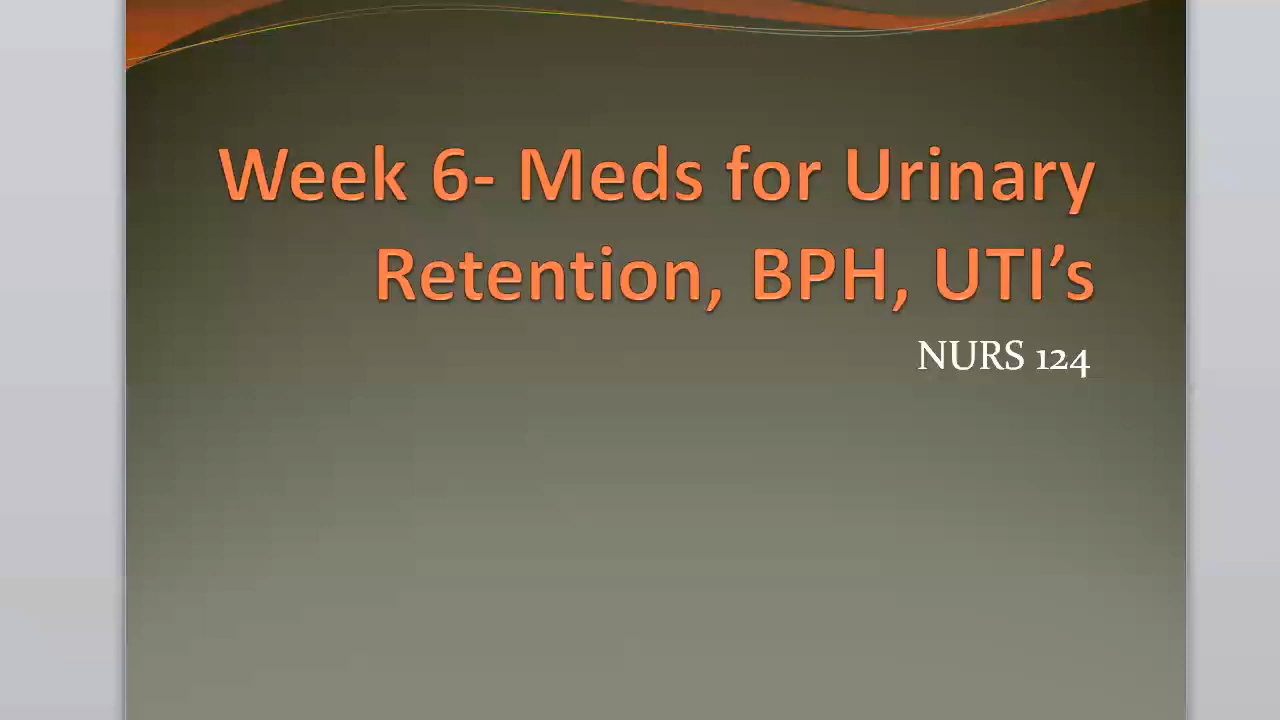 Week 6- Meds for Urinary
Retention, BPH, UTI’s
NURS 124